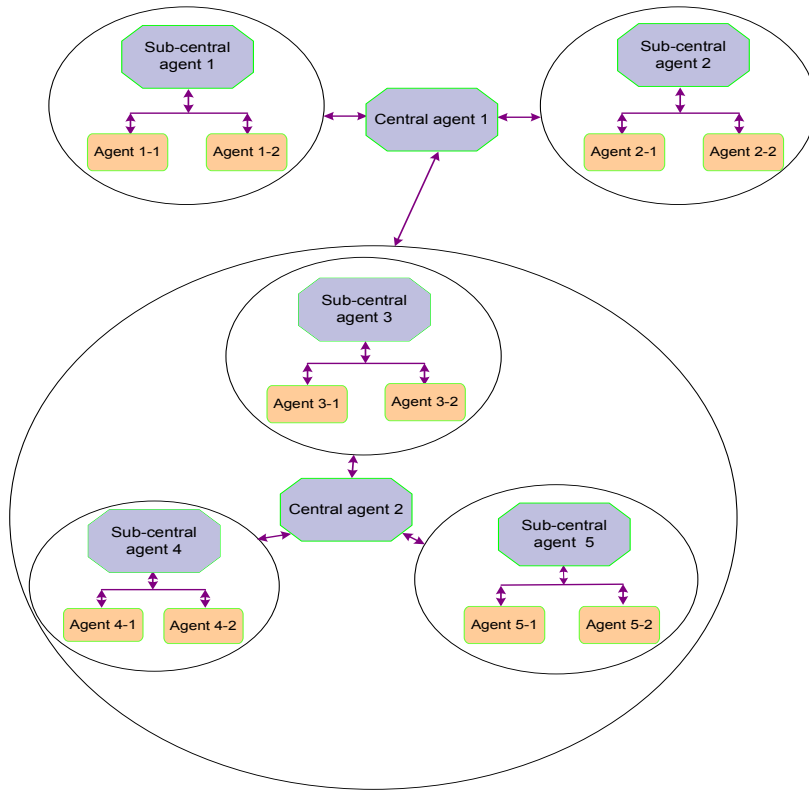 Sub-central
agent 1
Agent 1-1
Agent 1-2
Central agent 1
Sub-central
agent 2
Agent 2-1
Agent 2-2
Sub-central
agent 3
Agent 3-1
Agent 3-2
Central agent 2
Sub-central
agent 4
Agent 4-1
Agent 4-2
Sub-central
agent 5
Agent 5-1
Agent 5-2